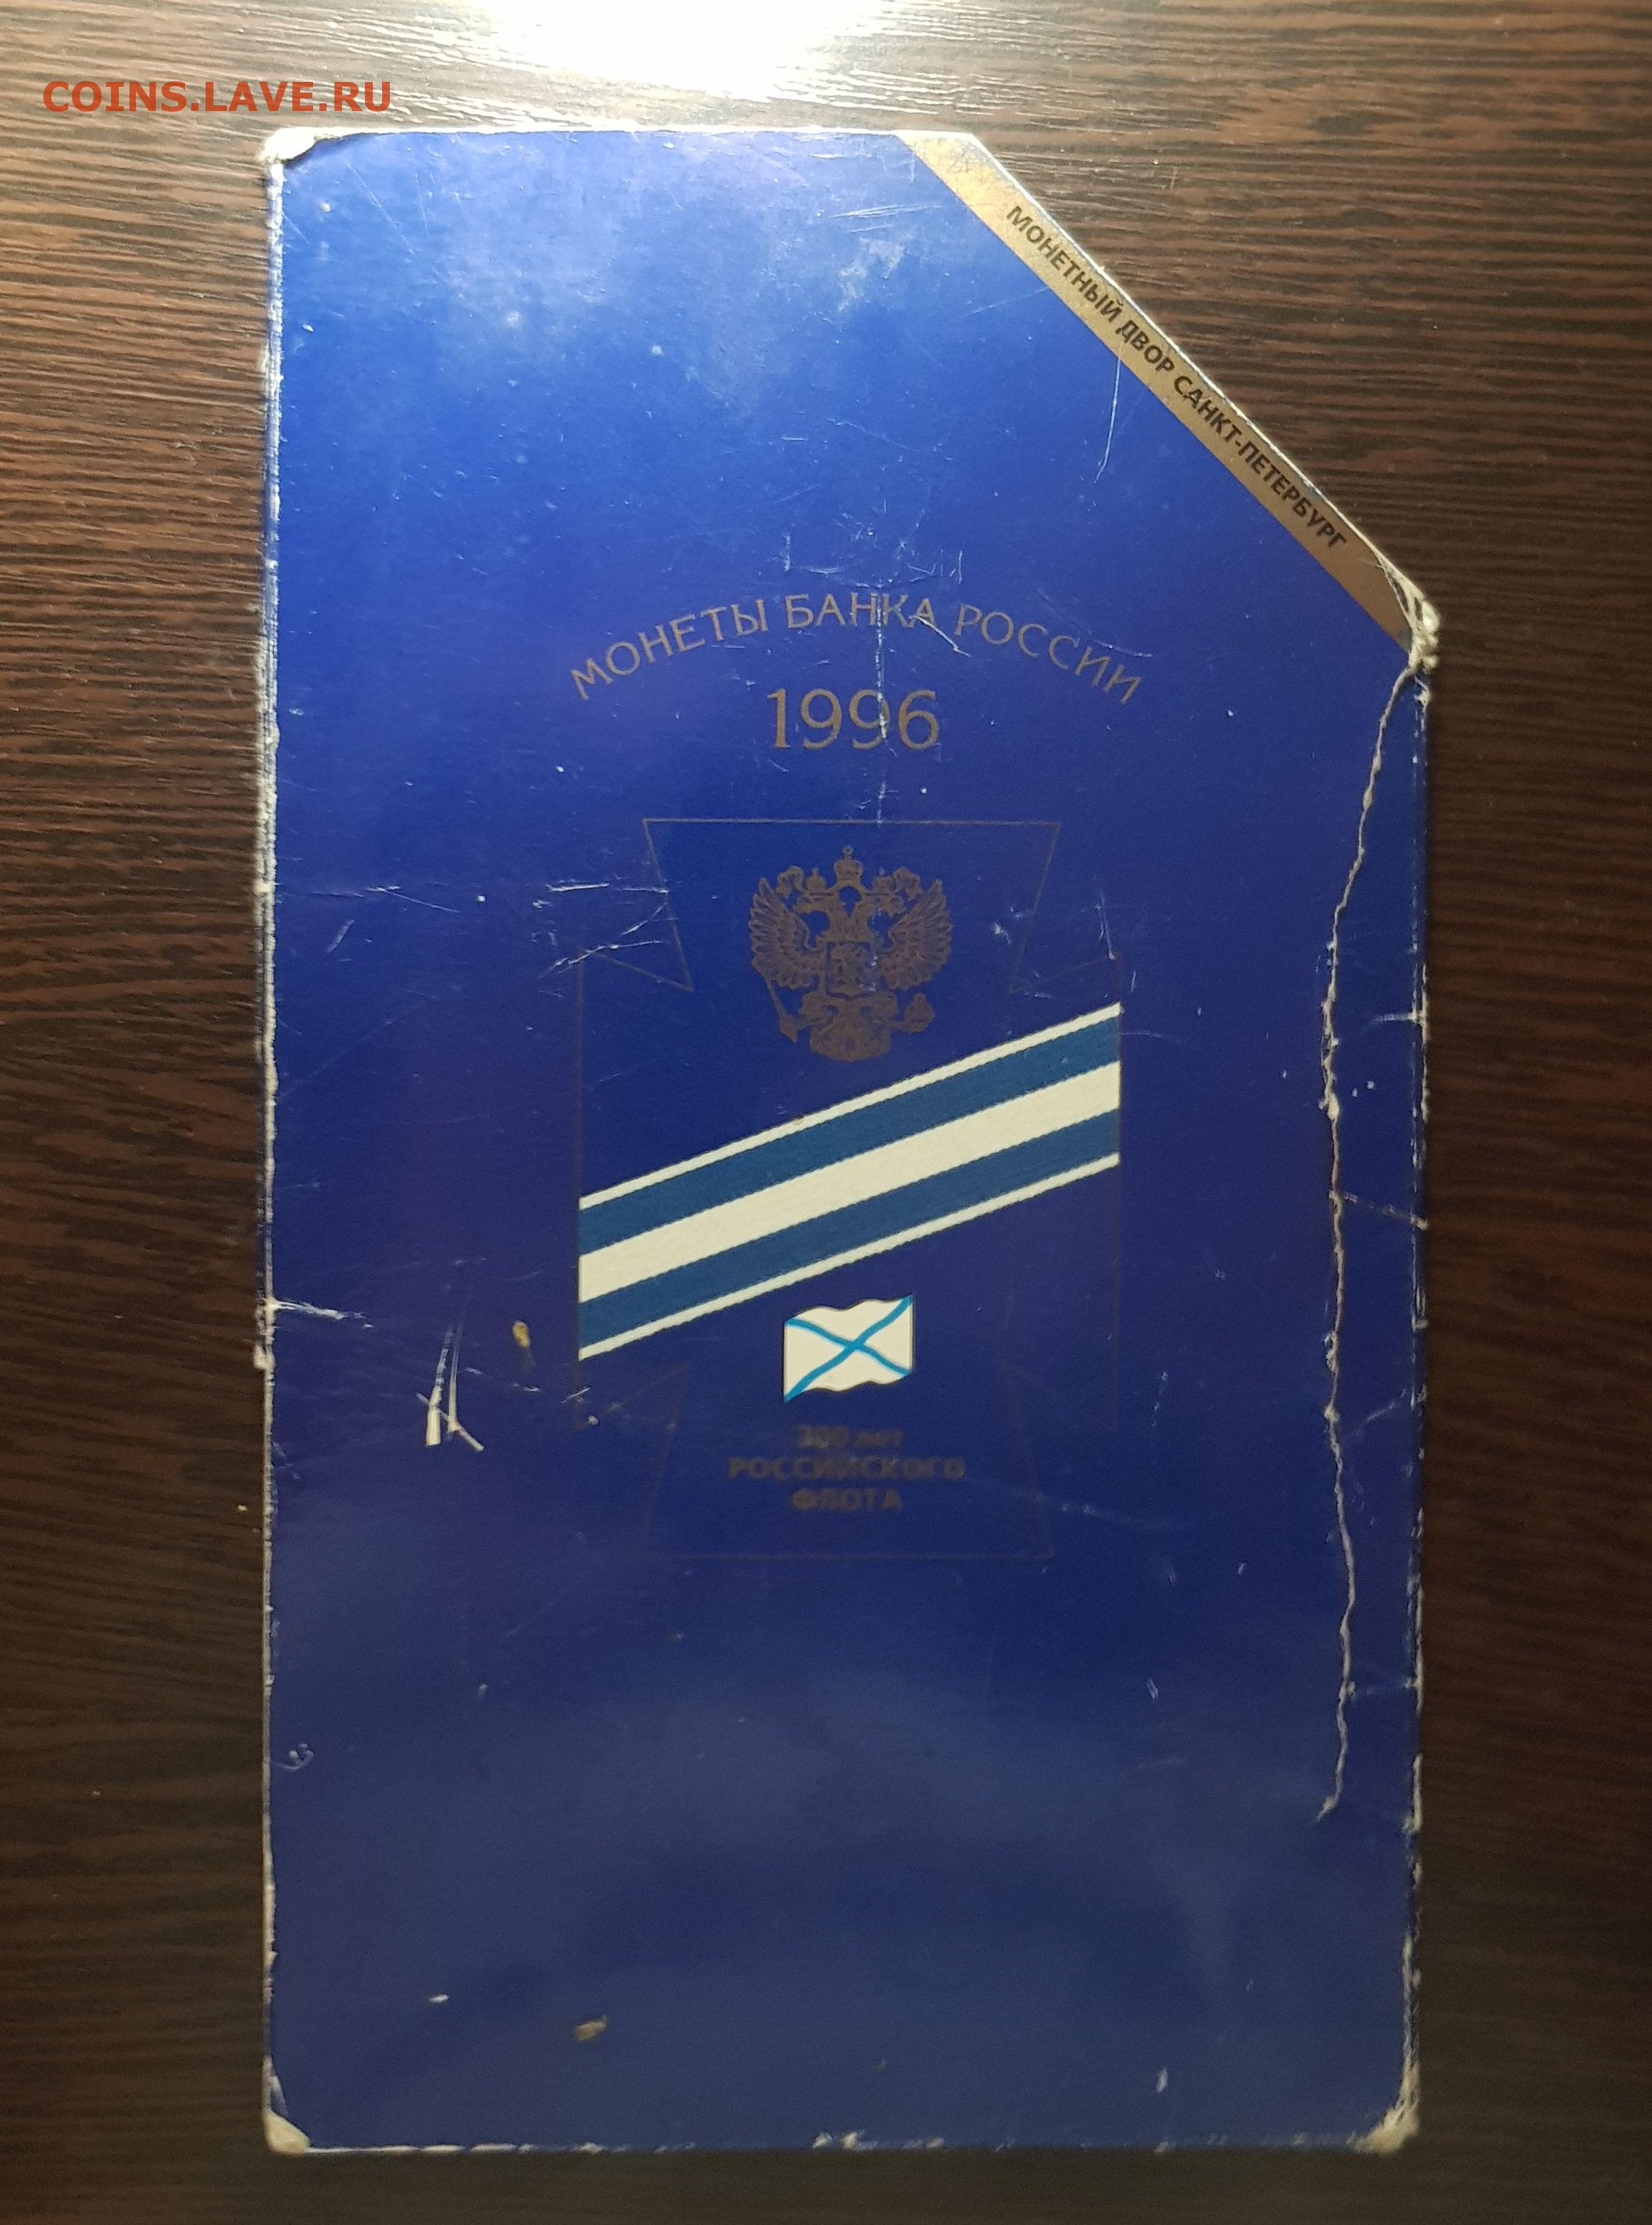 COINS.LAVE.RU
МОНЕТНЫЙ ДВОР САНКТ-ПЕТЕРБУРГ
МОНЕТЫ БАНКА РОССИИ
1996
300 лет
РОССИЙСКОГО
ФЛОТА